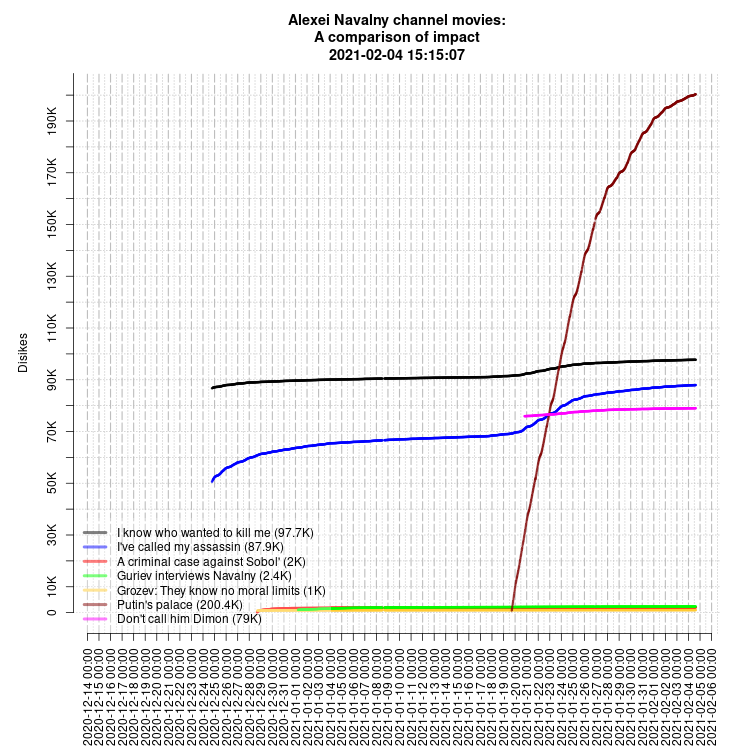 Alexei Navalny channel movies:
A comparison of impact
2021-02-04 15:15:07
Disikes
190K
170K
150K
130K
110K
90K
70K
50K
30K
10K
0
I know who wanted to kill me (97.7K)
I've called my assassin (87.9K)
A criminal case against Sobol' (2K)
Guriev interviews Navalny (2.4K)
Grozev: They know no moral limits (1K)
Putin's palace (200.4K)
Don't call him Dimon (79K)
2020-12-14 00:00
2020-12-15 00:00
2020-12-16 00:00
2020-12-17 00:00
2020-12-18 00:00
2020-12-19 00:00
2020-12-20 00:00
2020-12-21 00:00
2020-12-22 00:00
2020-12-23 00:00
2020-12-24 00:00
2020-12-25 00:00
2020-12-26 00:00
2020-12-27 00:00
2020-12-28 00:00
2020-12-29 00:00
2020-12-30 00:00
2020-12-31 00:00
2021-01-01 00:00
2021-01-02 00:00
2021-01-03 00:00
2021-01-04 00:00
2021-01-05 00:00
2021-01-06 00:00
2021-01-07 00:00
2021-01-08 00:00
2021-01-09 00:00
2021-01-10 00:00
2021-01-11 00:00
2021-01-12 00:00
2021-01-13 00:00
2021-01-14 00:00
2021-01-15 00:00
2021-01-16 00:00
2021-01-17 00:00
2021-01-18 00:00
2021-01-19 00:00
2021-01-20 00:00
2021-01-21 00:00
2021-01-22 00:00
2021-01-23 00:00
2021-01-24 00:00
2021-01-25 00:00
2021-01-26 00:00
2021-01-27 00:00
2021-01-28 00:00
2021-01-29 00:00
2021-01-30 00:00
2021-01-31 00:00
2021-02-01 00:00
2021-02-02 00:00
2021-02-03 00:00
2021-02-04 00:00
2021-02-05 00:00
2021-02-06 00:00